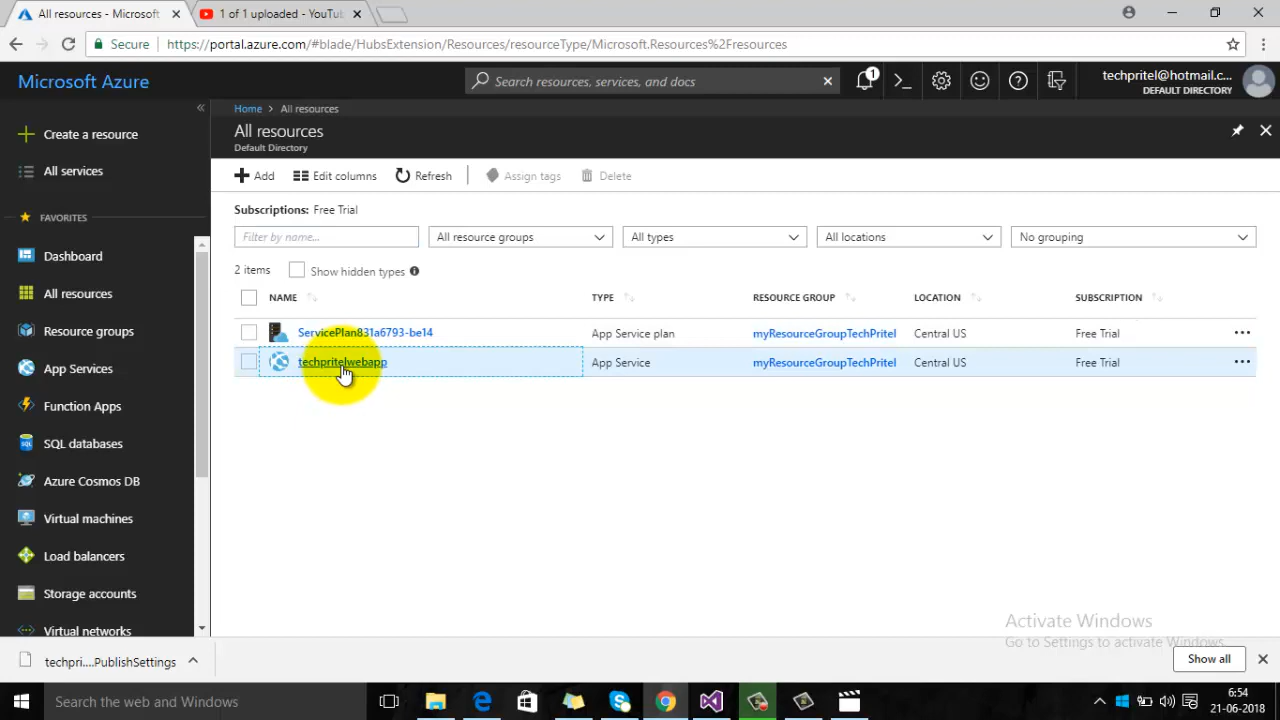 All resources - Microsoft
1 of 1 uploaded - YouTu
Secure
https://portal.azure.com/#blade/HubsExtension/Resources/resourceType/Microsoft.Resources%2Fresources
Microsoft Azure
Search resources, services, and docs
1
techpritel@hotmail.c...
DEFAULT DIRECTORY
Create a resource
All services
FAVORITES
Dashboard
All resources
Resource groups
App Services
Function Apps
SQL databases
Azure Cosmos DB
Virtual machines
Load balancers
Storage accounts
Virtual networks
Home > All resources
All resources
Default Directory
Add
Edit columns
Refresh
Assign tags
Delete
Subscriptions: Free Trial
Filter by name...
All resource groups
All types
All locations
No grouping
2 items
Show hidden types
NAME TYPE RESOURCE GROUP LOCATION SUBSCRIPTION
ServicePlan831a6793-be14 App Service plan myResourceGroupTechPritel Central US Free Trial
techpritelwebapp App Service myResourceGroupTechPritel Central US Free Trial
Activate Windows
Go to Settings to activate Windows.
techpri....PublishSettings
Show all
Search the web and Windows
6:54
21-06-2018